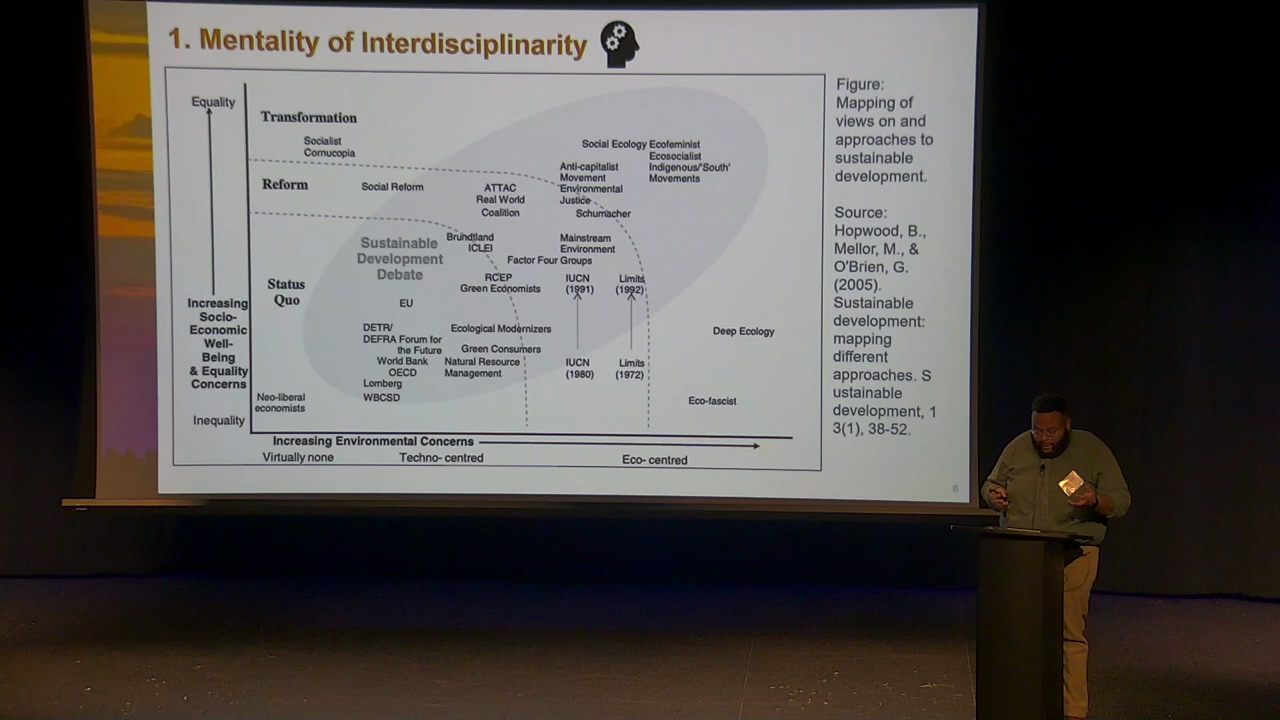 1. Mentality of Interdisciplinarity
Equality
Transformation
Socialist
Cornucopia
Social Ecology Ecofeminist
Ecosocialist
Indigenous/'South'
Movements
Anti-capitalist
Movement
Environmental
Justice
Reform
Social Reform
ATTAC
Real World
Coalition
Schumacher
Sustainable
Development
Debate
Brundtland
ICLEI
Mainstream
Environment
Factor Four Groups
Status
Quo
RCEP
Green Economists
IUCN
(1991)
Limits
(1992)
EU
DETR/
DEFRA Forum for
the Future
World Bank
OECD
Lomberg
WBCSD
Ecological Modernizers
Green Consumers
Natural Resource
Management
IUCN
(1980)
Limits
(1972)
Deep Ecology
Eco-fascist
Neo-liberal
economists
Increasing
Socio-
Economic
Well-
Being
& Equality
Concerns
Inequality
Increasing Environmental Concerns
Virtually none
Techno- centred
Eco- centred
Figure:
Mapping of
views on and
approaches to
sustainable
development.
Source:
Hopwood, B.,
Mellor, M., &
O'Brien, G.
(2005).
Sustainable
development:
mapping
different
approaches. S
ustainable
development, 1
3(1), 38-52.
6